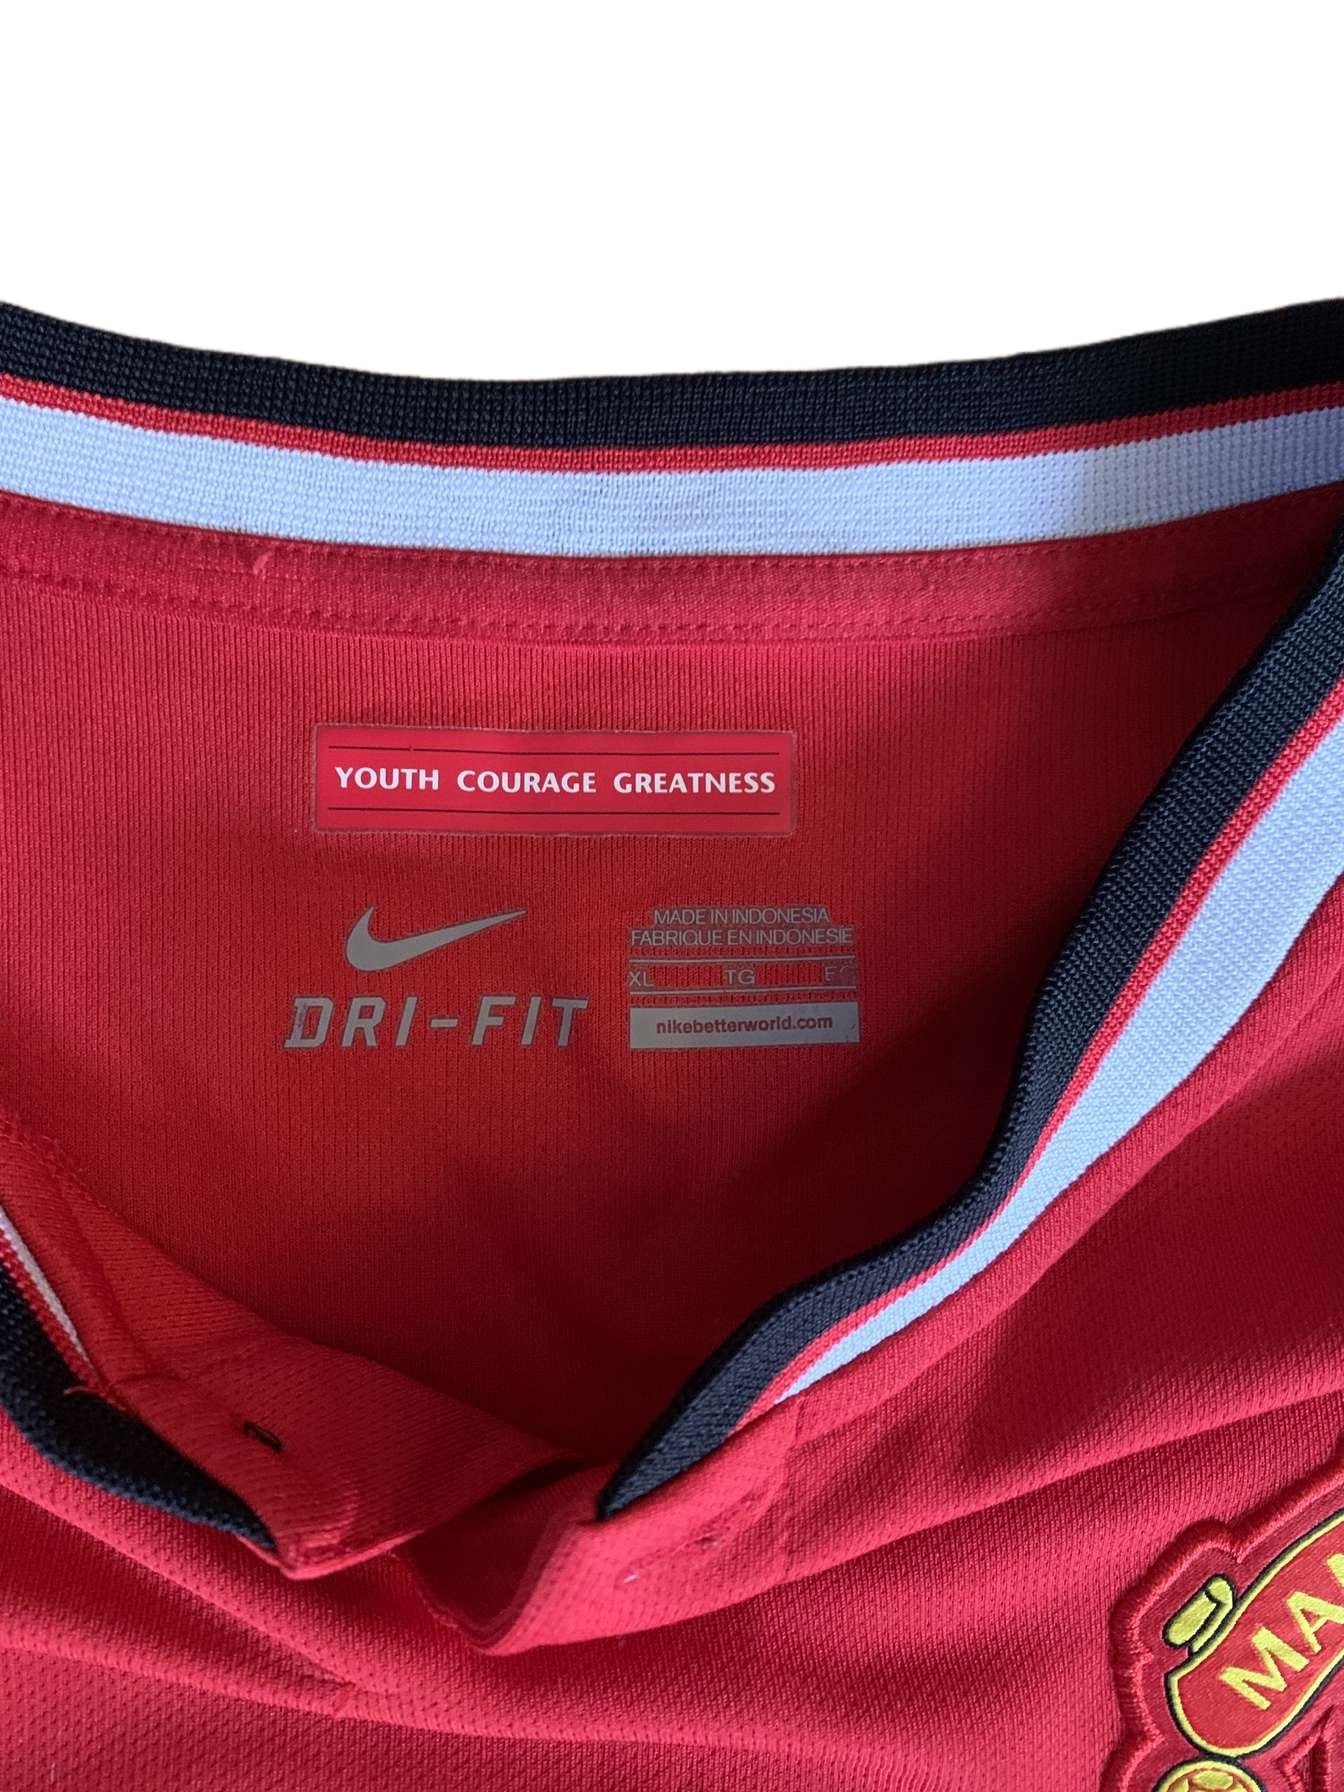 YOUTH COURAGE GREATNESS
DRI-FIT
MADE IN INDONESIA
FABRIQUE EN INDONESIE
XL TG
nikebetterworld.com